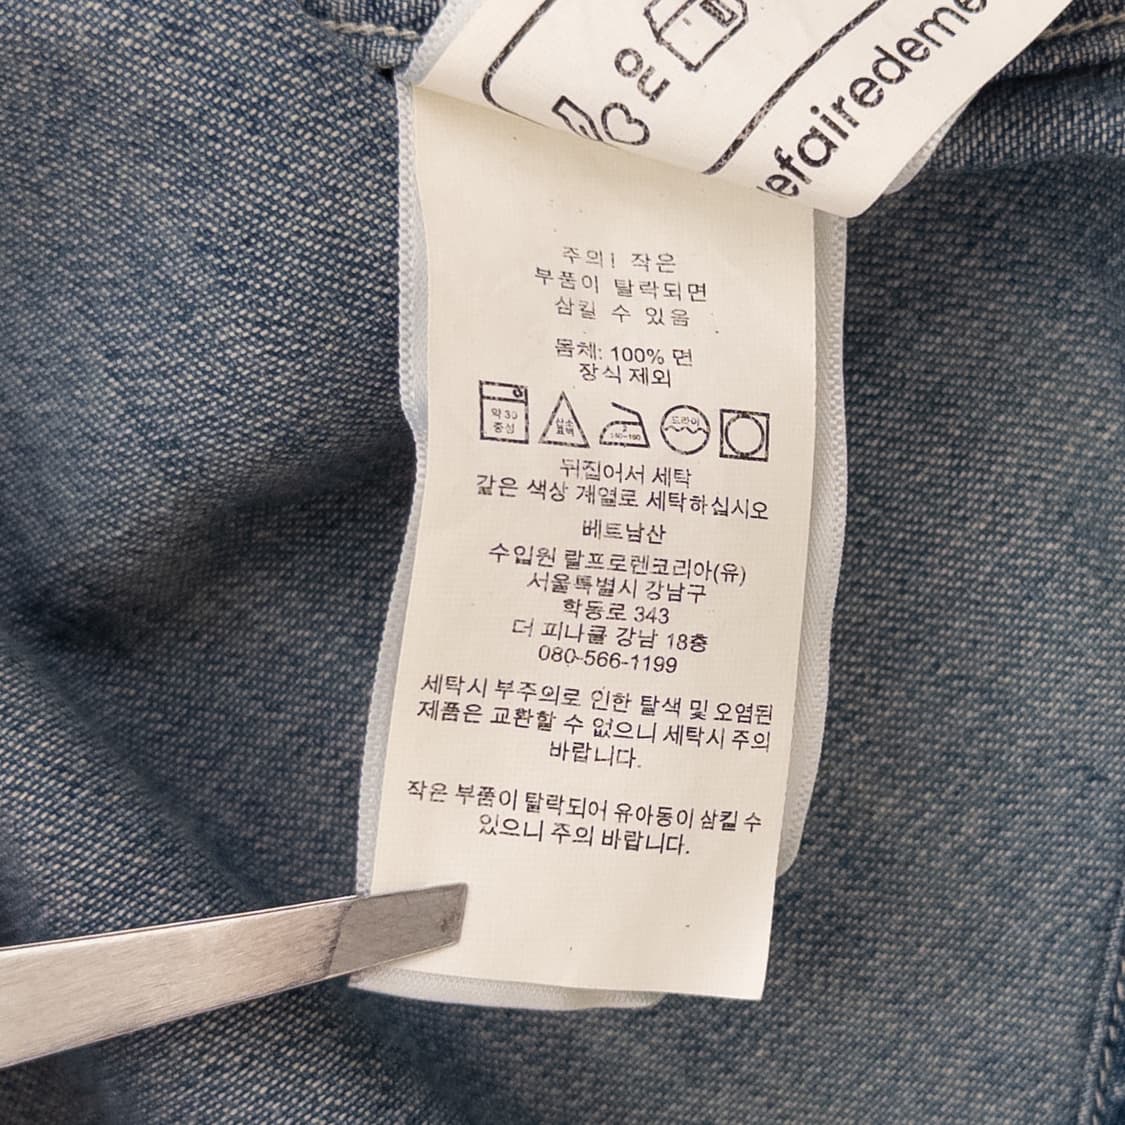 efairedeme
주의! 작은
부품이 탈락되면
삼킬 수 있음
몸체: 100% 면
장식 제외
약 30
중성
산소
표백
2
140~160
드라이
뒤집어서 세탁
같은 색상 계열로 세탁하십시오
베트남산
수입원 랄프로렌코리아(유)
서울특별시 강남구
학동로 343
더 피나클 강남 18층
080-566-1199
세탁시 부주의로 인한 탈색 및 오염된
제품은 교환할 수 없으니 세탁시 주의
바랍니다.
작은 부품이 탈락되어 유아동이 삼킬 수
있으니 주의 바랍니다.